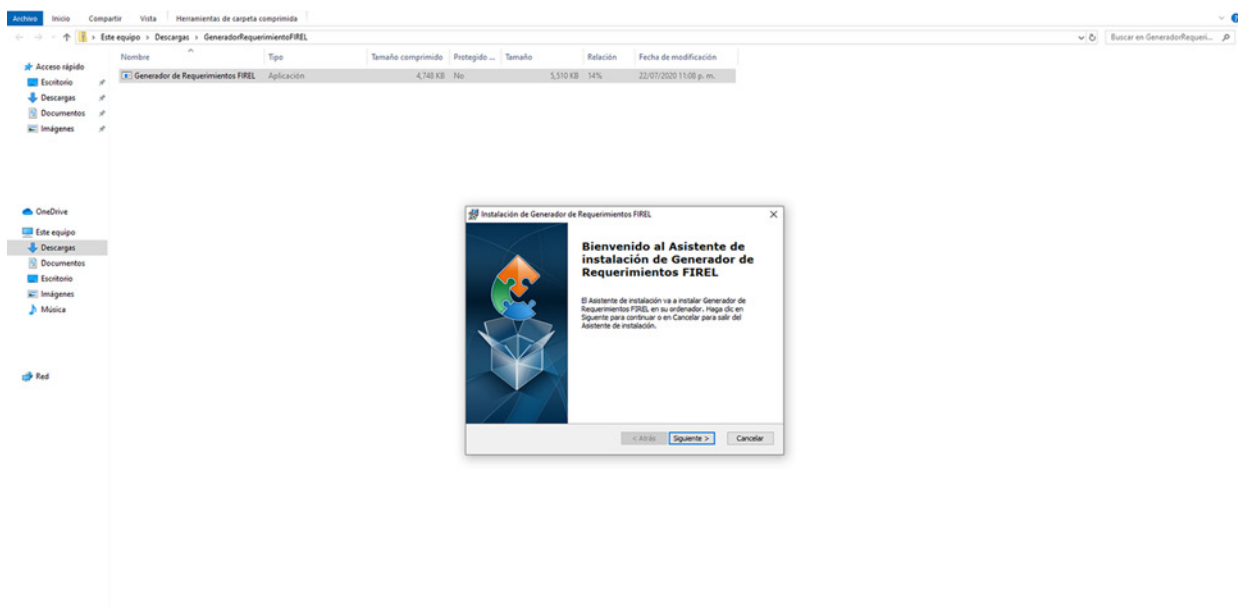 Archivo Inicio Compartir Vista Herramientas de carpeta comprimida
Este equipo > Descargas > GeneradorRequerimientoFIREL
Buscar en GeneradorRequeri...
Acceso rápido
Escritorio
Descargas
Documentos
Imágenes
OneDrive
Este equipo
Descargas
Documentos
Escritorio
Imágenes
Música
Red
Nombre Tipo Tamaño comprimido Protegido ... Tamaño Relación Fecha de modificación
Generador de Requerimientos FIREL Aplicación 4,748 KB No 5,510 KB 14% 22/07/2020 11:08 p. m.
Instalación de Generador de Requerimientos FIREL
Bienvenido al Asistente de
instalación de Generador de
Requerimientos FIREL
El Asistente de instalación va a instalar Generador de
Requerimientos FIREL en su ordenador. Haga clic en
Siguiente para continuar o en Cancelar para salir del
Asistente de instalación.
< Atrás Siguiente > Cancelar